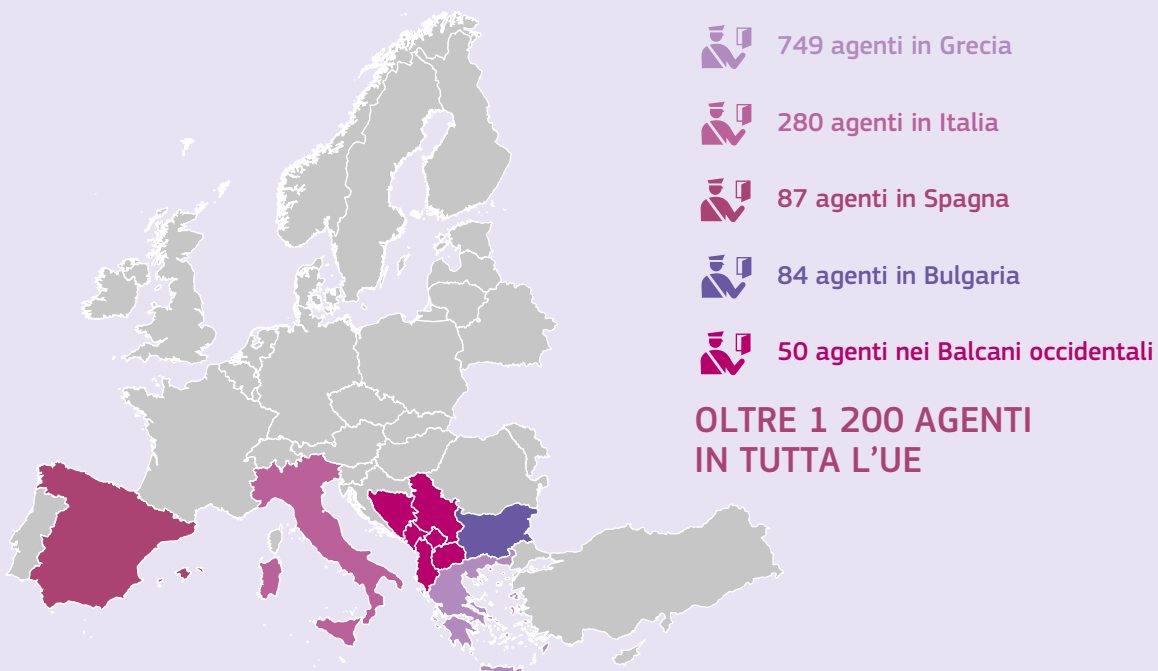 749 agenti in Grecia
280 agenti in Italia
87 agenti in Spagna
84 agenti in Bulgaria
50 agenti nei Balcani occidentali
OLTRE 1 200 AGENTI
IN TUTTA L’UE